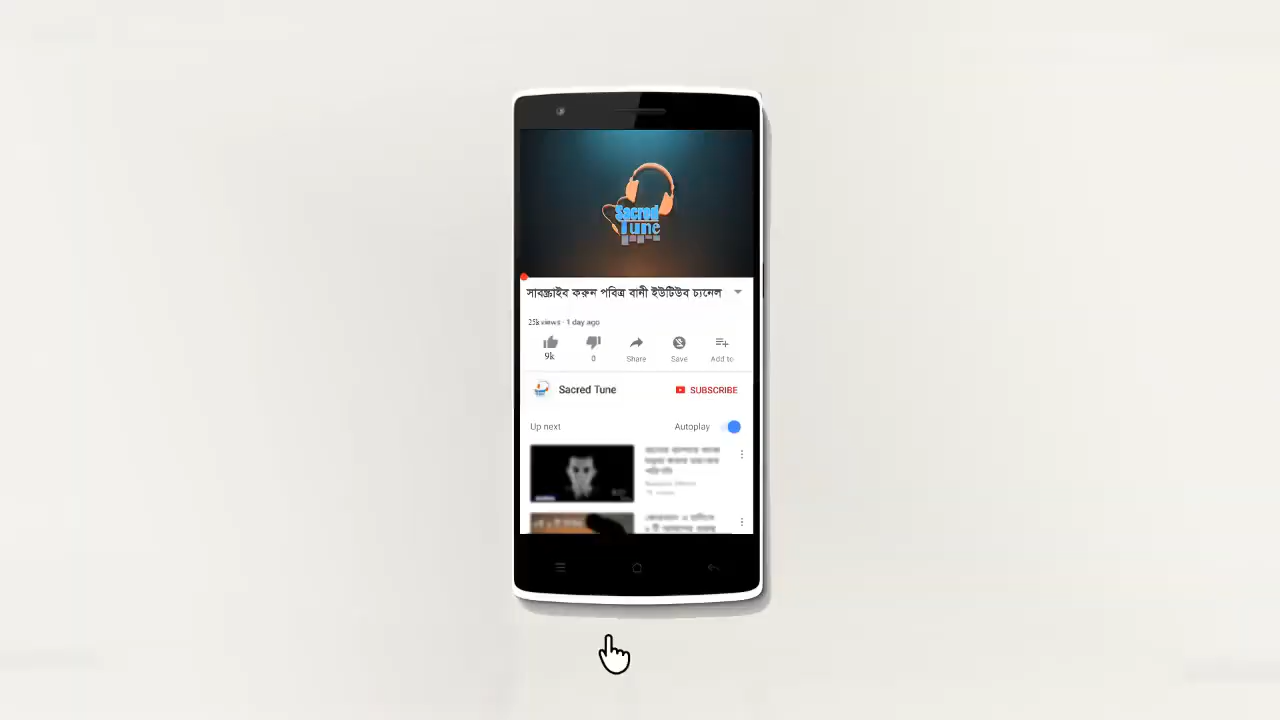 Sacred
Tune
সাবস্ক্রাইব করুন পবিত্র বানী ইউটিউব চ্যনেল
25k views · 1 day ago
9k
0
Share
Save
Add to
Sacred Tune
SUBSCRIBE
Up next
Autoplay